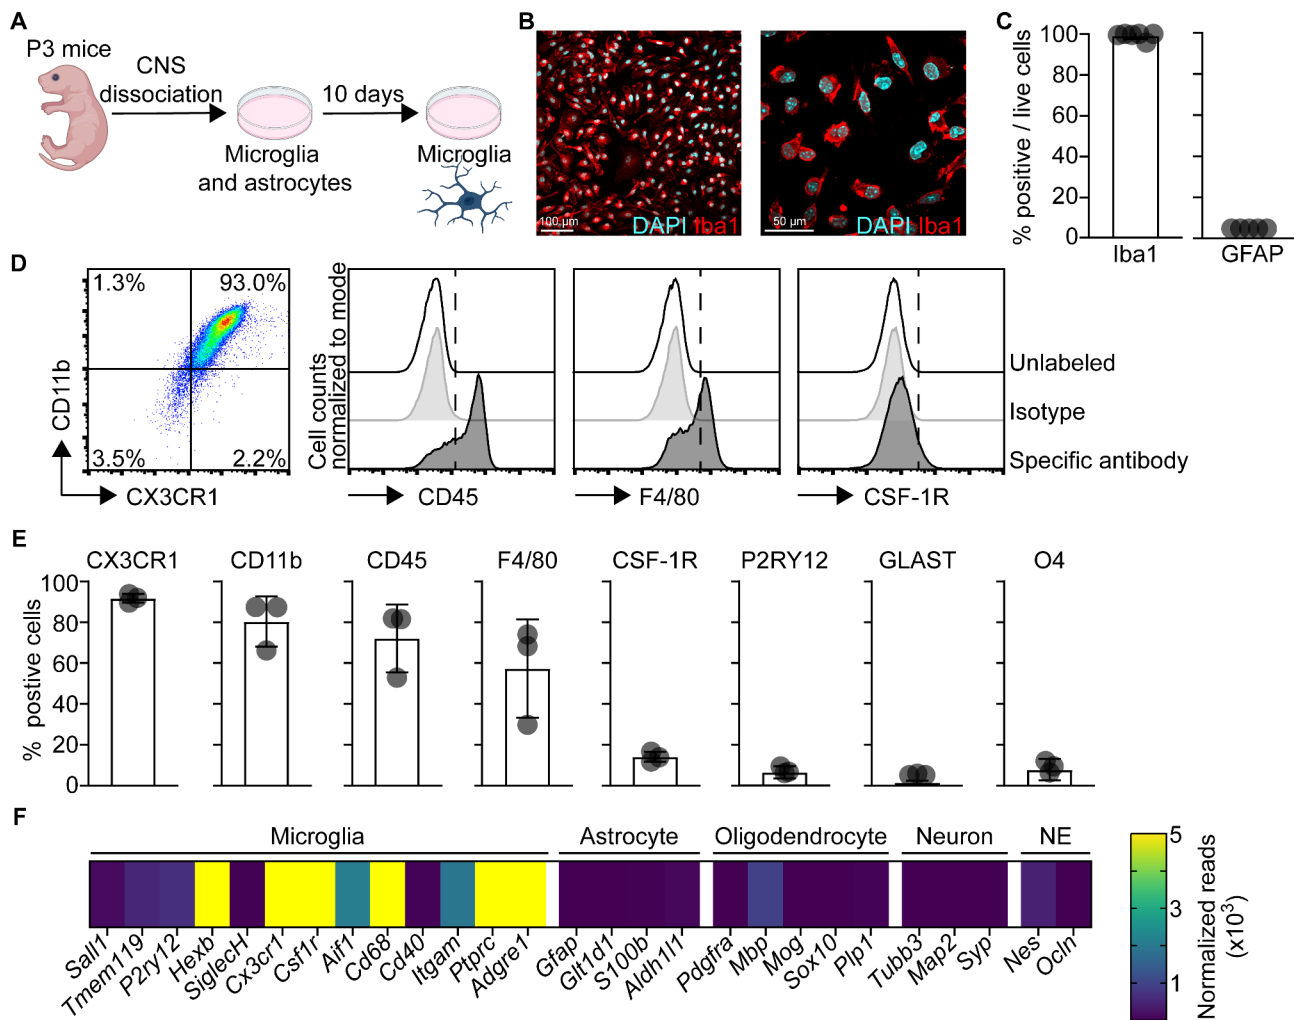 A
P3 mice
CNS
dissociation
10 days
Microglia
and astrocytes
Microglia
B
100 µm
DAPI Iba1
50 µm
DAPI Iba1
C
% positive / live cells
100
80
60
40
20
0
Iba1
GFAP
D
1.3%
93.0%
3.5%
2.2%
CD11b
CX3CR1
Cell counts
normalized to mode
CD45
F4/80
CSF-1R
Unlabeled
Isotype
Specific antibody
E
CX3CR1
CD11b
CD45
F4/80
CSF-1R
P2RY12
GLAST
O4
% postive cells
100
80
60
40
20
0
F
Microglia
Astrocyte
Oligodendrocyte
Neuron
NE
Sall1
Tmem119
P2ry12
Hexb
SiglecH
Cx3cr1
Csf1r
Aif1
Cd68
Cd40
Itgam
Ptprc
Adgre1
Gfap
Glt1d1
S100b
Aldh1l1
Pdgfra
Mbp
Mog
Sox10
Plp1
Tubb3
Map2
Syp
Nes
Ocln
5
3
1
Normalized reads
(x10³)